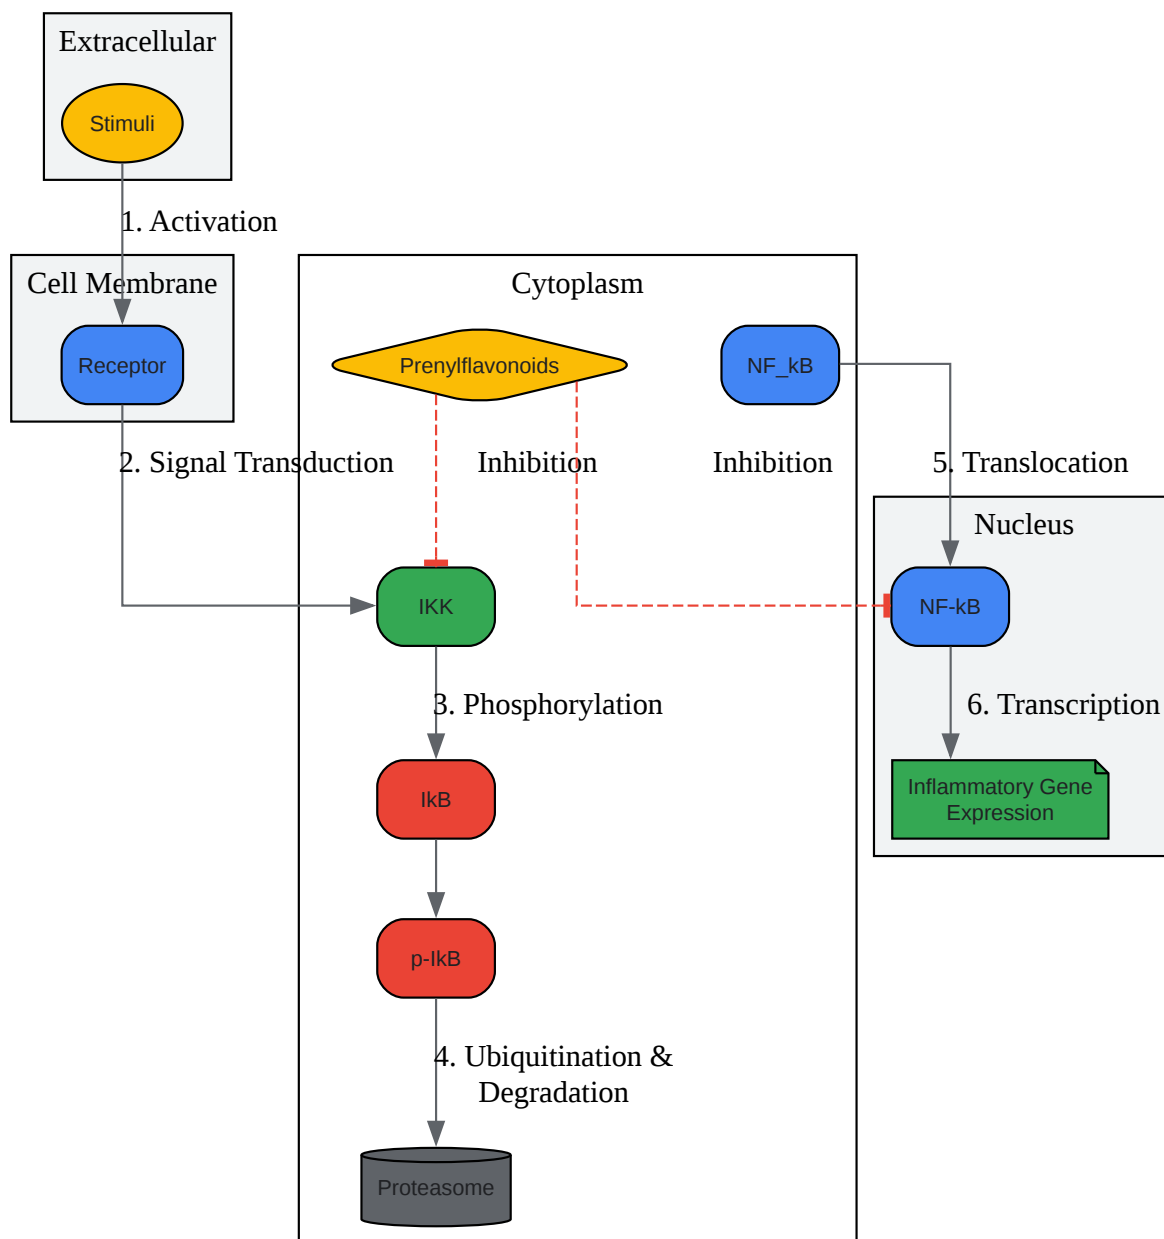 Extracellular
Stimuli
1. Activation
Cell Membrane
Cytoplasm
Receptor
Prenylflavonoids
NF_kB
2. Signal Transduction
Inhibition
Inhibition
5. Translocation
Nucleus
IKK
NF-kB
3. Phosphorylation
6. Transcription
IkB
Inflammatory Gene
Expression
p-IkB
4. Ubiquitination &
Degradation
Proteasome